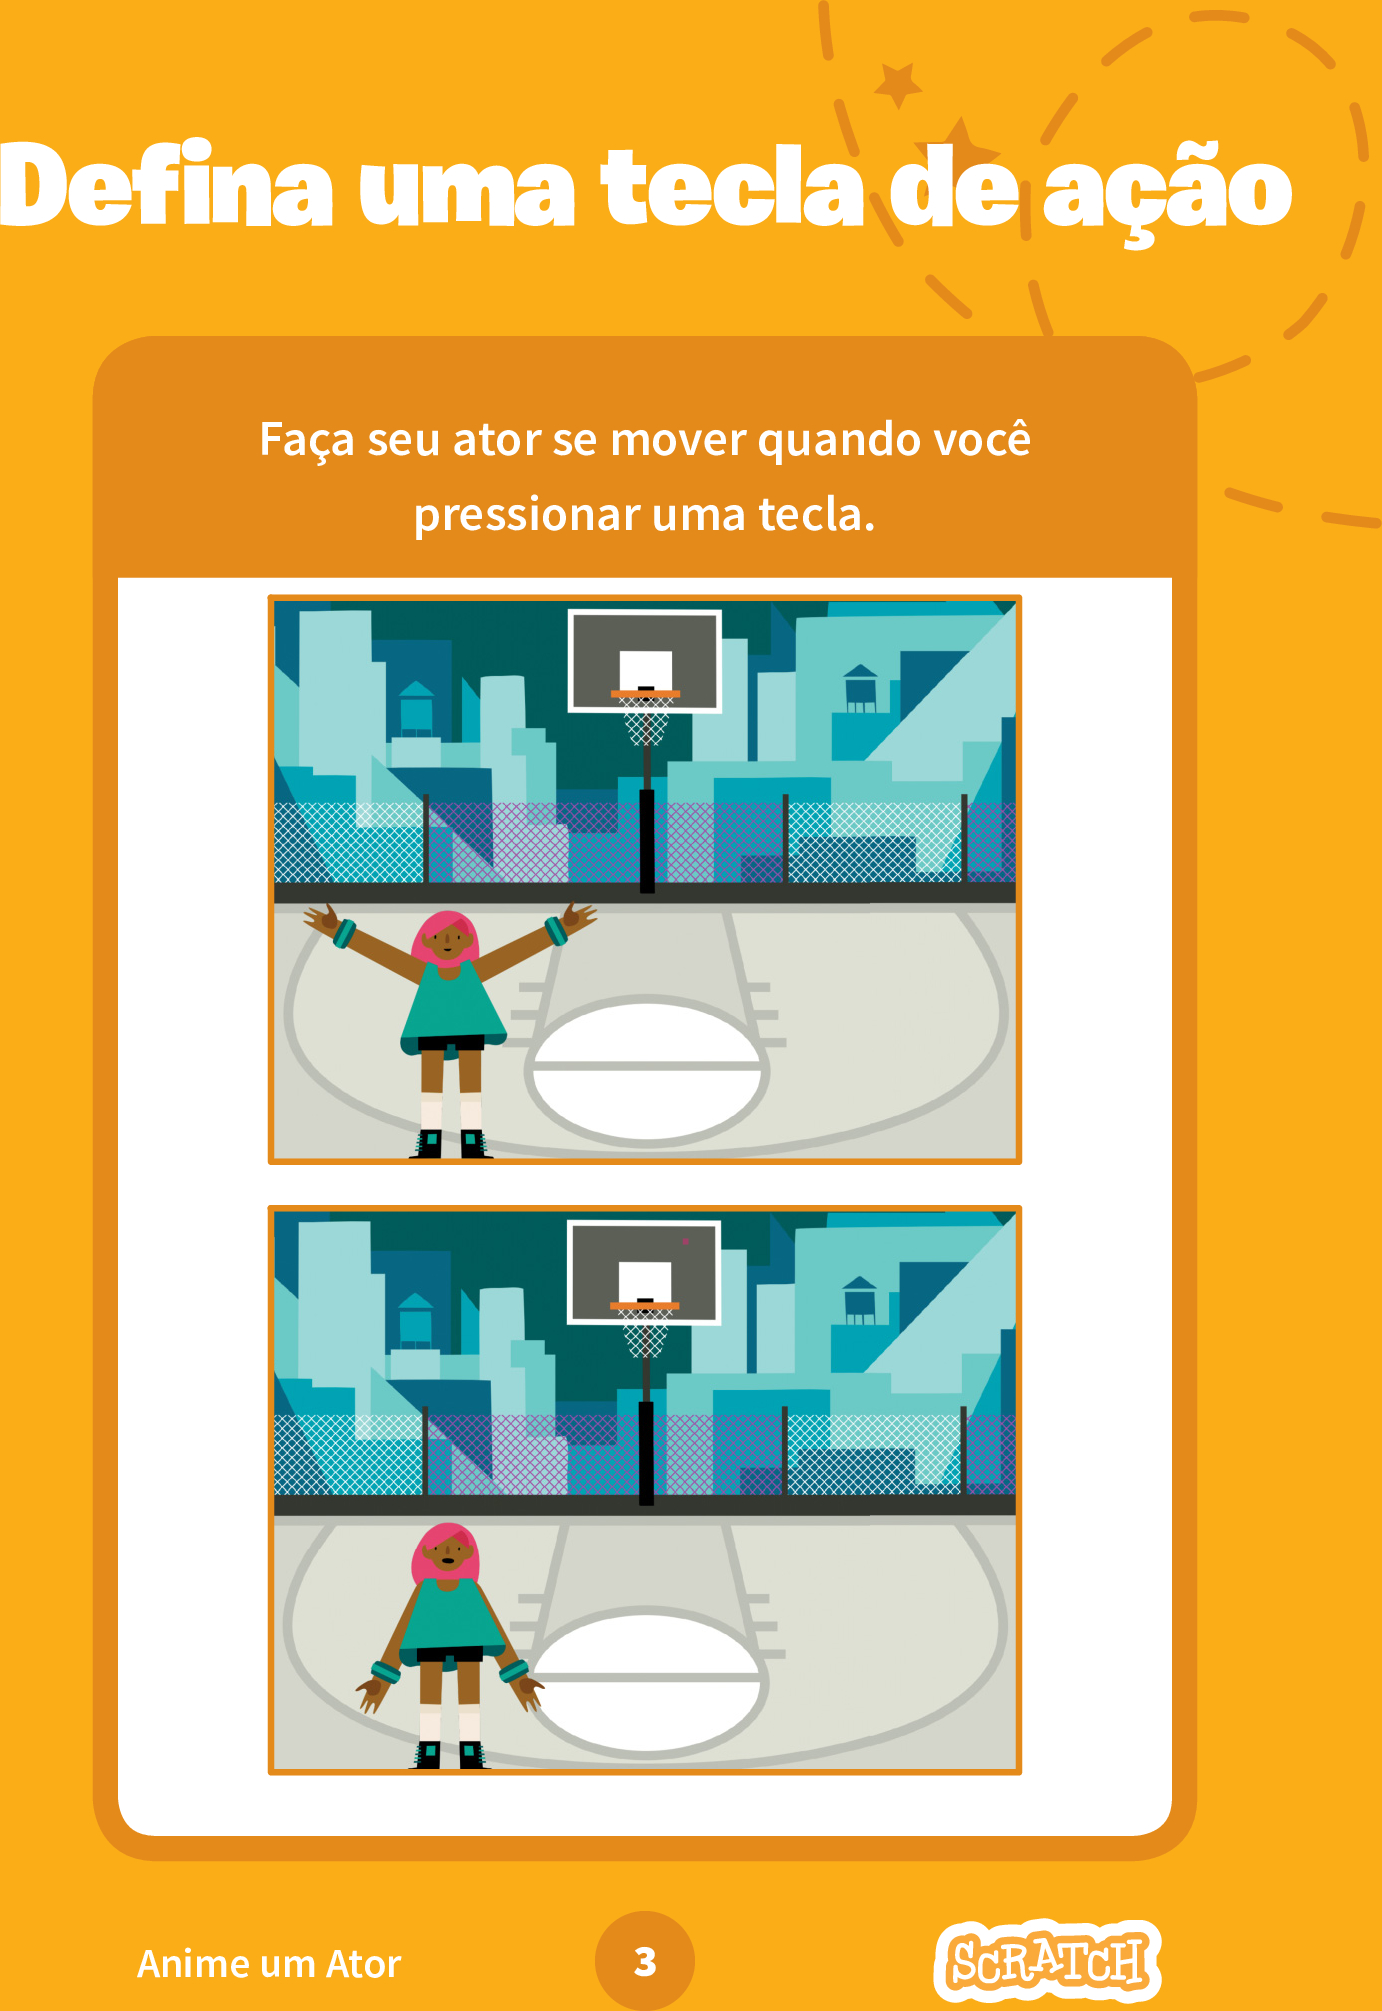 Defina uma tecla de ação
Faça seu ator se mover quando você
pressionar uma tecla.
Anime um Ator
3
SCRATCH